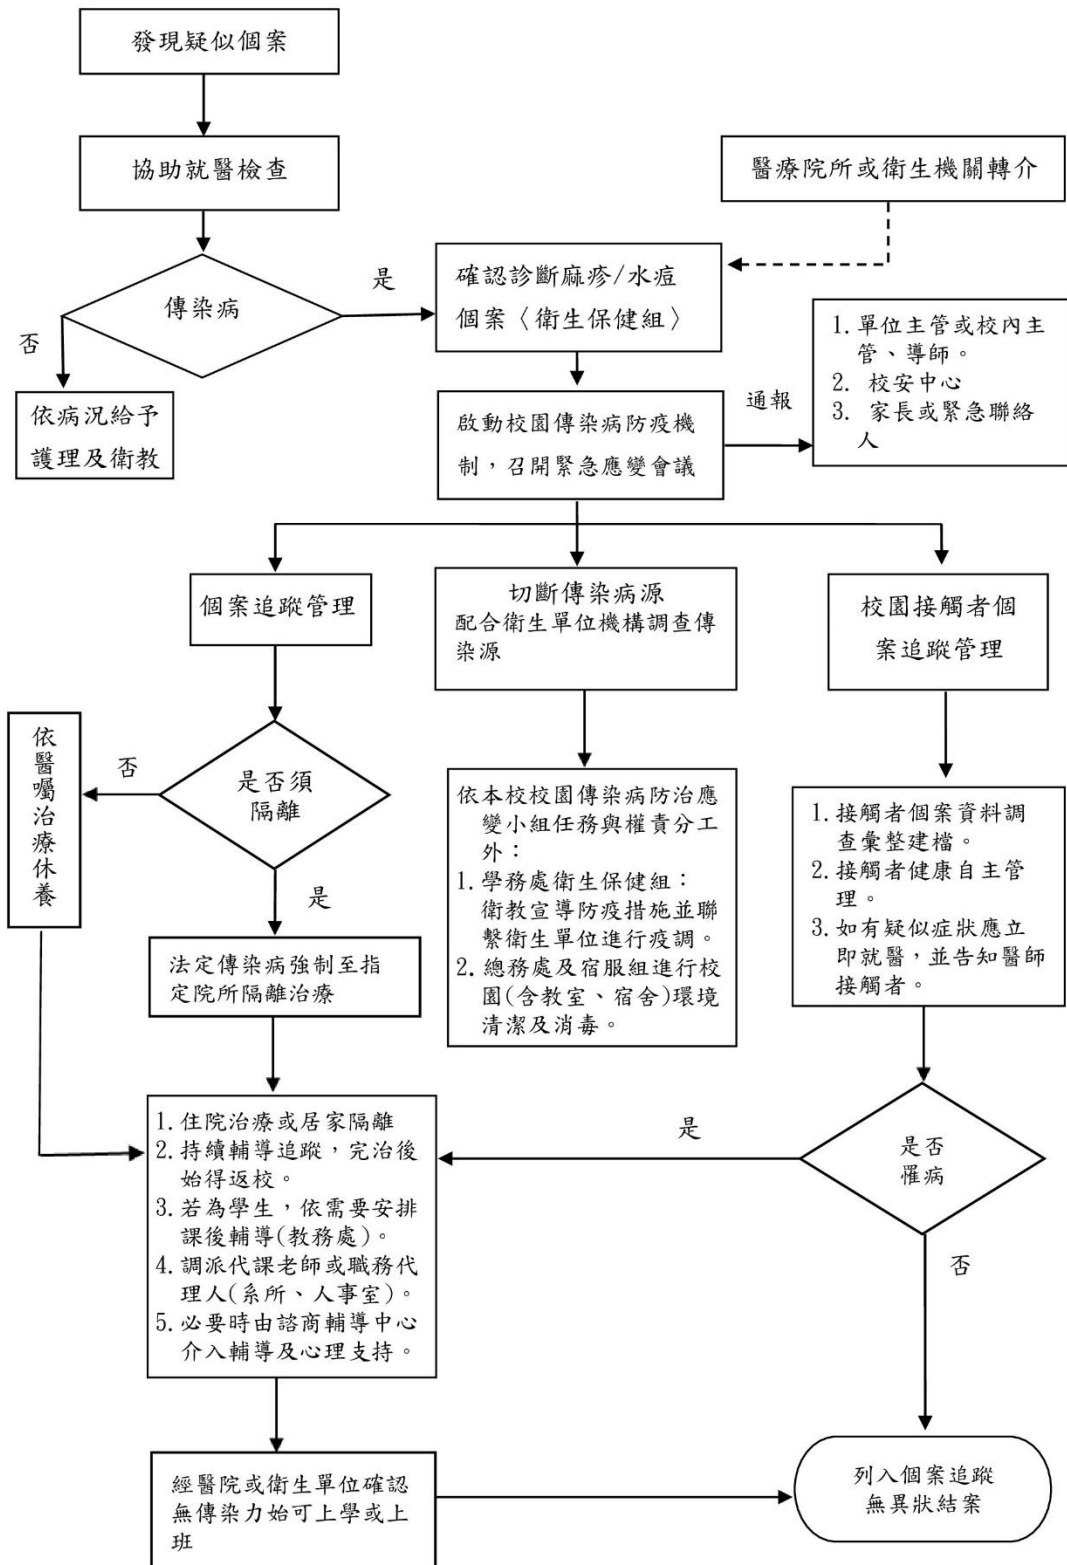 發現疑似個案
協助就醫檢查
醫療院所或衛生機關轉介
傳染病
是
確認診斷麻疹/水痘
個案〈衛生保健組〉
否
依病況給予
護理及衛教
啟動校園傳染病防疫機
制，召開緊急應變會議
通報
1. 單位主管或校內主
管、導師。
2. 校安中心
3. 家長或緊急聯絡
人
個案追蹤管理
切斷傳染病源
配合衛生單位機構調查傳
染源
校園接觸者個
案追蹤管理
依醫囑治療休養
否
是否須
隔離
是
法定傳染病強制至指
定院所隔離治療
依本校校園傳染病防治應
變小組任務與權責分工
外：
1. 學務處衛生保健組：
衛教宣導防疫措施並聯
繫衛生單位進行疫調。
2. 總務處及宿服組進行校
園(含教室、宿舍)環境
清潔及消毒。
1. 接觸者個案資料調
查彙整建檔。
2. 接觸者健康自主管
理。
3. 如有疑似症狀應立
即就醫，並告知醫師
接觸者。
1. 住院治療或居家隔離
2. 持續輔導追蹤，完治後
始得返校。
3. 若為學生，依需要安排
課後輔導(教務處)。
4. 調派代課老師或職務代
理人(系所、人事室)。
5. 必要時由諮商輔導中心
介入輔導及心理支持。
是
是否
罹病
否
經醫院或衛生單位確認
無傳染力始可上學或上
班
列入個案追蹤
無異狀結案